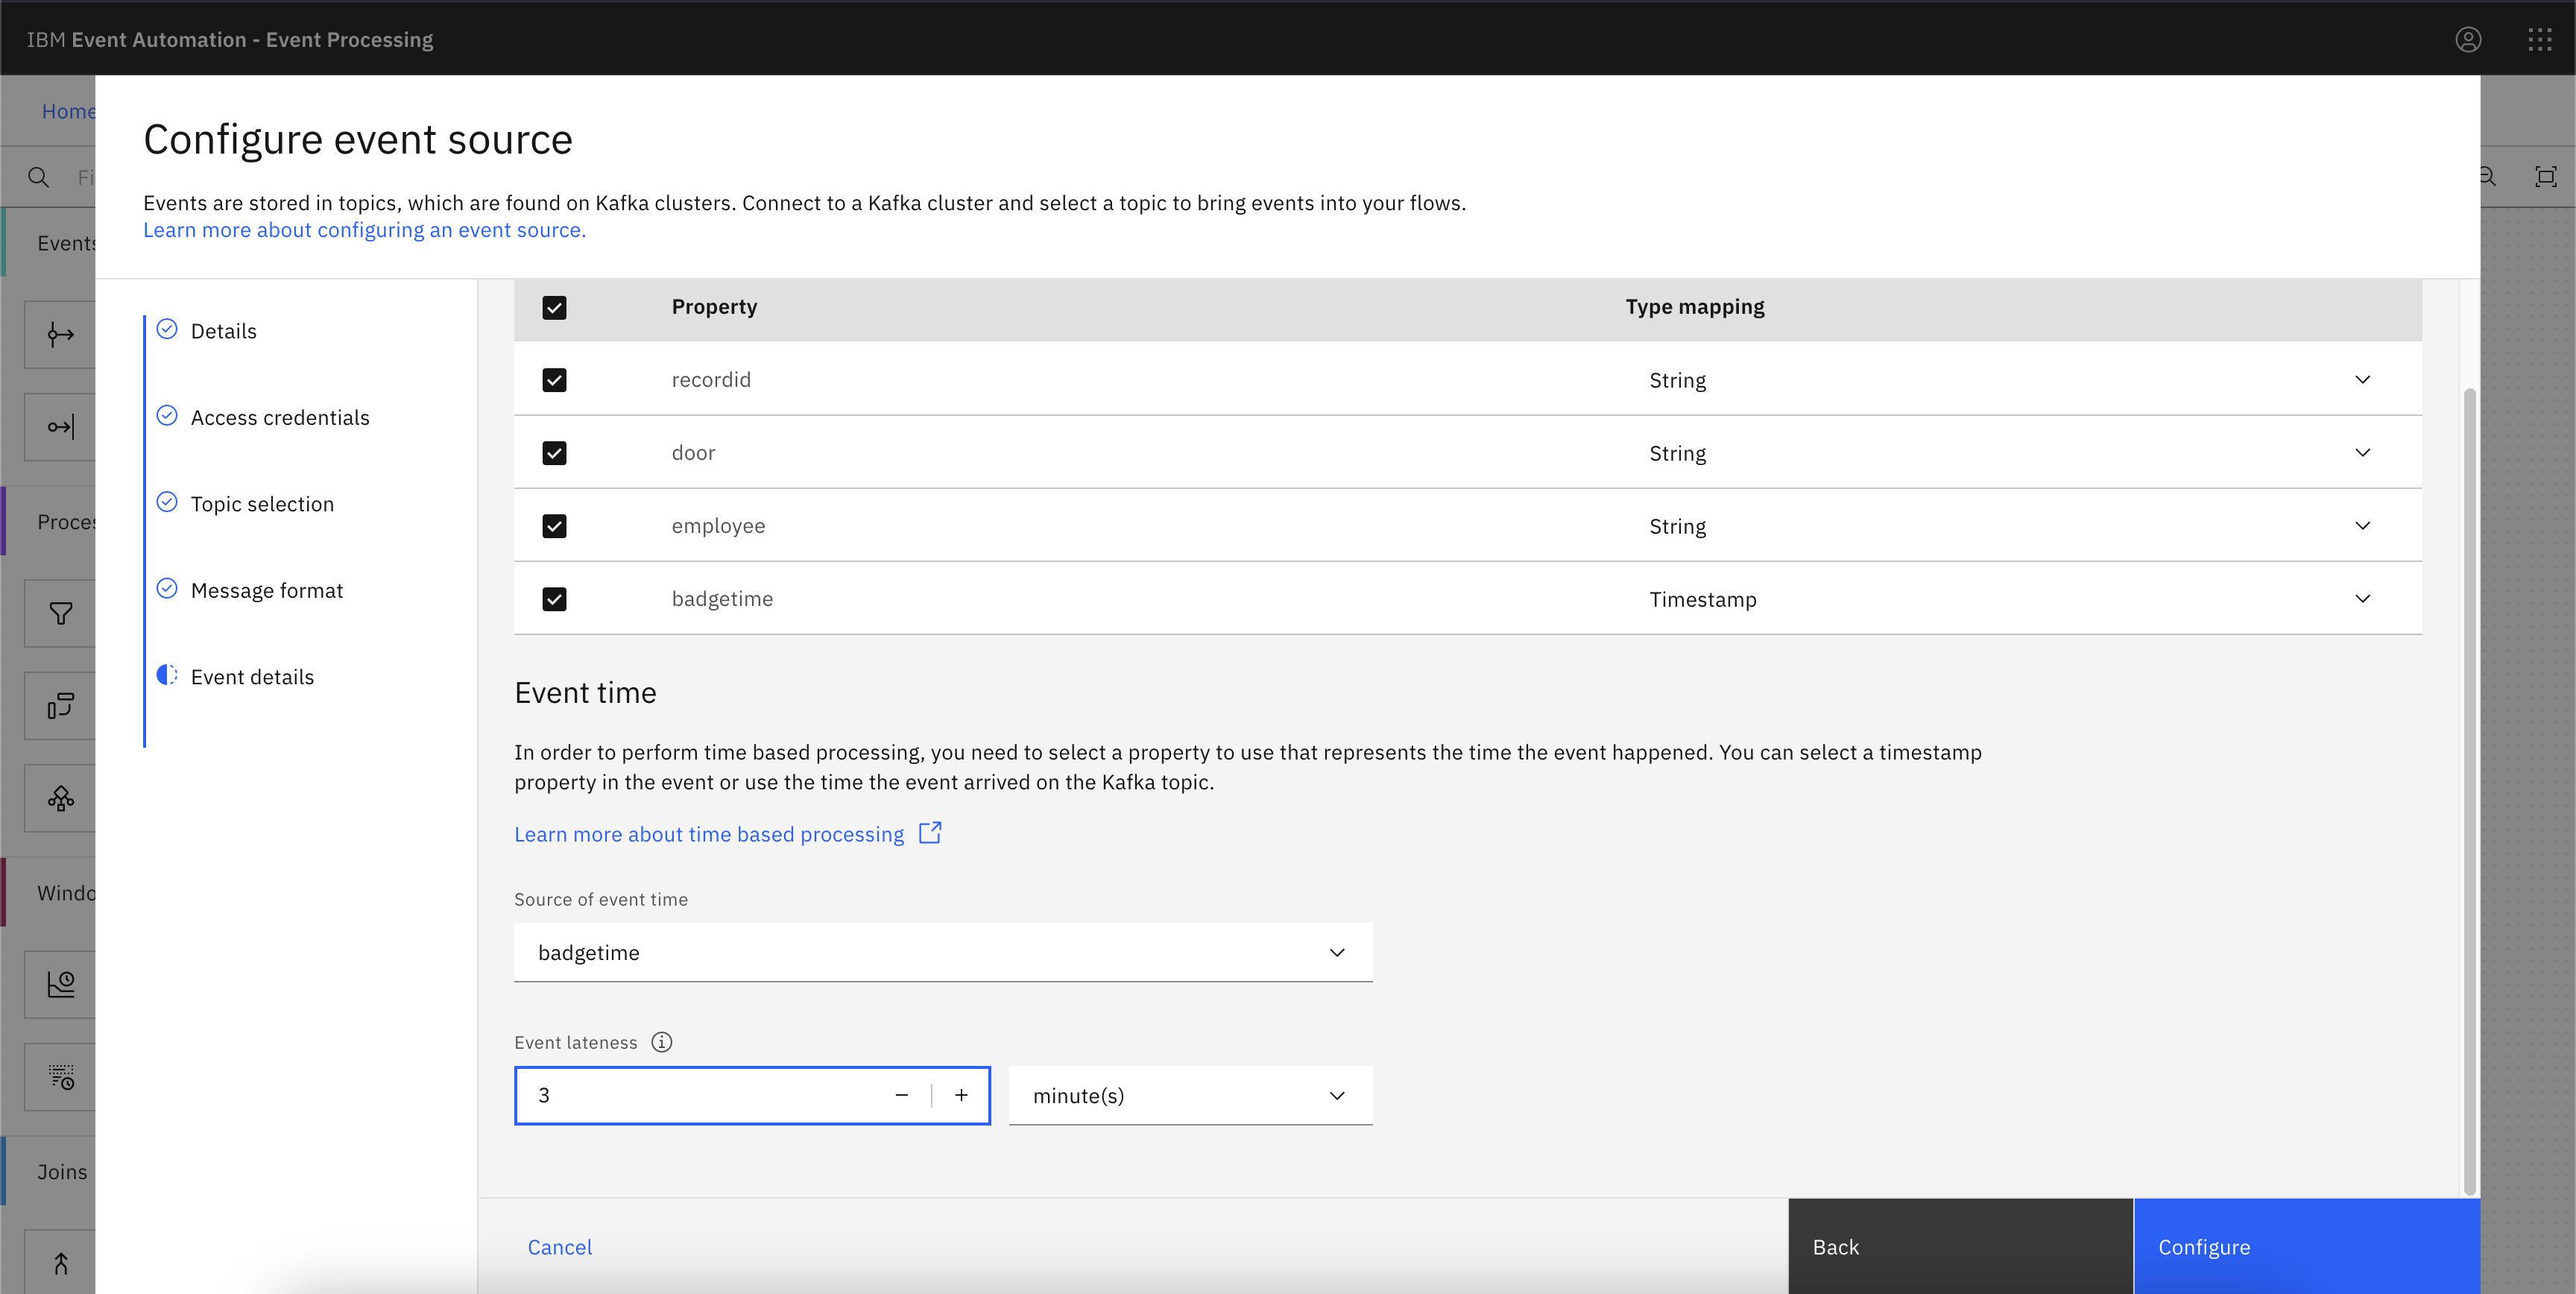 IBM Event Automation - Event Processing
Home
Configure event source
Events are stored in topics, which are found on Kafka clusters. Connect to a Kafka cluster and select a topic to bring events into your flows.
Learn more about configuring an event source.
Fi
Events
Proces
Windo
Joins
Details
Access credentials
Topic selection
Message format
Event details
Property Type mapping
recordid String
door String
employee String
badgetime Timestamp
Event time
In order to perform time based processing, you need to select a property to use that represents the time the event happened. You can select a timestamp
property in the event or use the time the event arrived on the Kafka topic.
Learn more about time based processing
Source of event time
badgetime
Event lateness
3 minute(s)
Cancel Back Configure